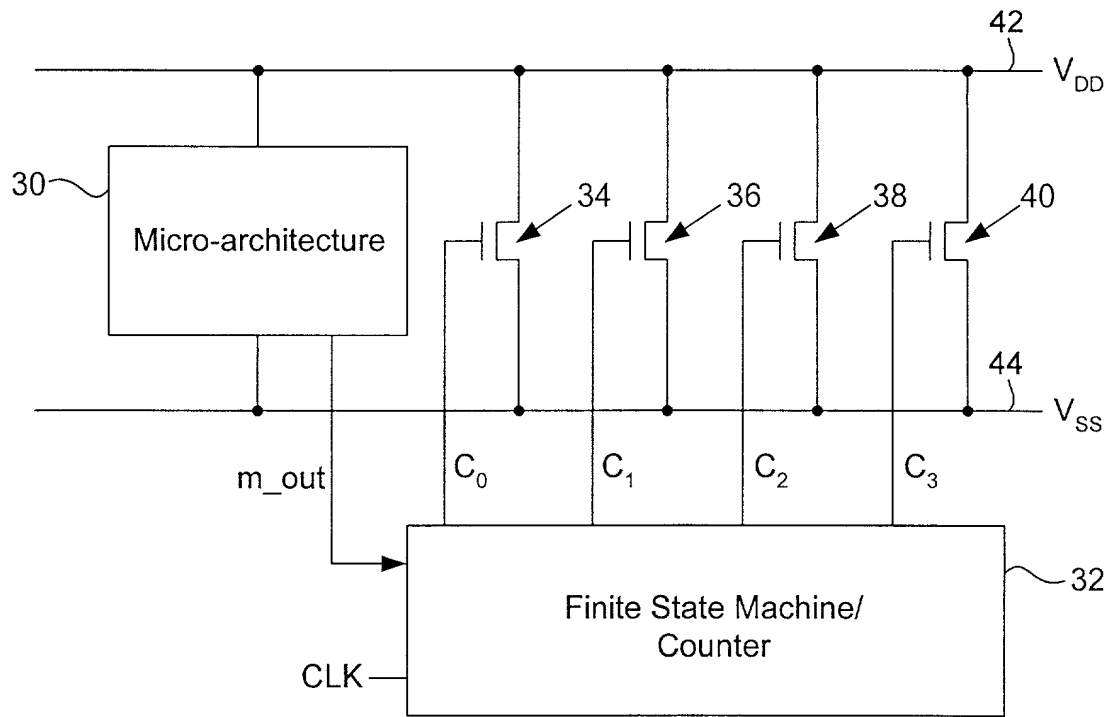 42
V_DD
30
Micro-architecture
34
36
38
40
44
V_SS
m_out
C_0
C_1
C_2
C_3
Finite State Machine/
Counter
32
CLK